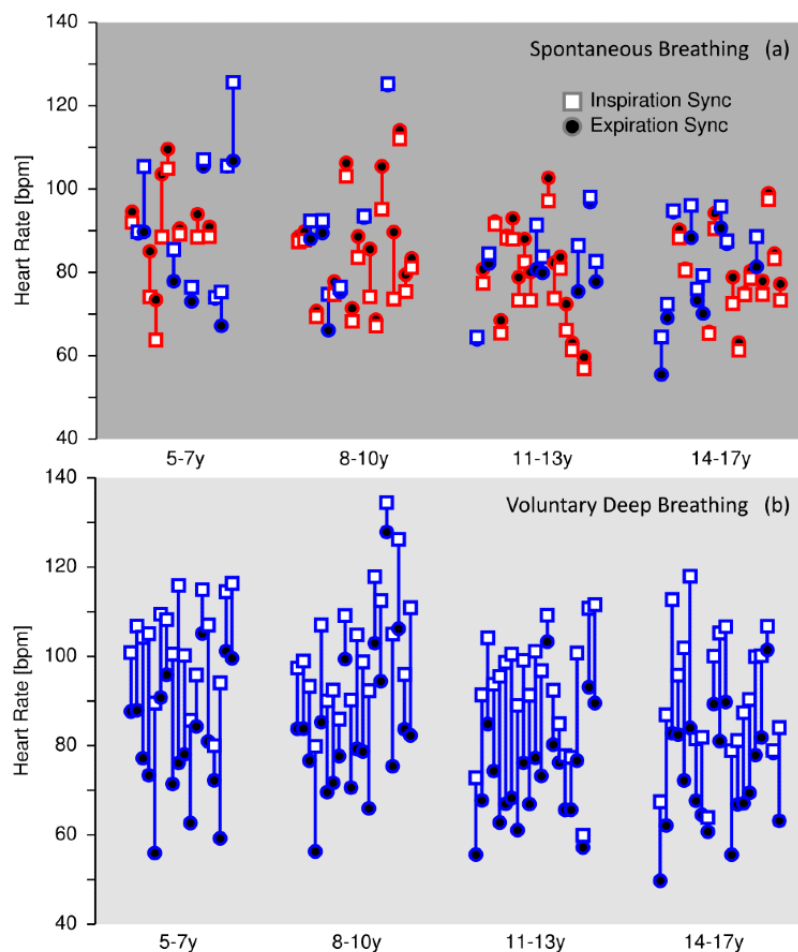 140
Spontaneous Breathing (a)
120
Inspiration Sync
Expiration Sync
100
80
60
40
Heart Rate [bpm]
5-7y 8-10y 11-13y 14-17y
140
Voluntary Deep Breathing (b)
120
100
80
60
40
Heart Rate [bpm]
5-7y 8-10y 11-13y 14-17y